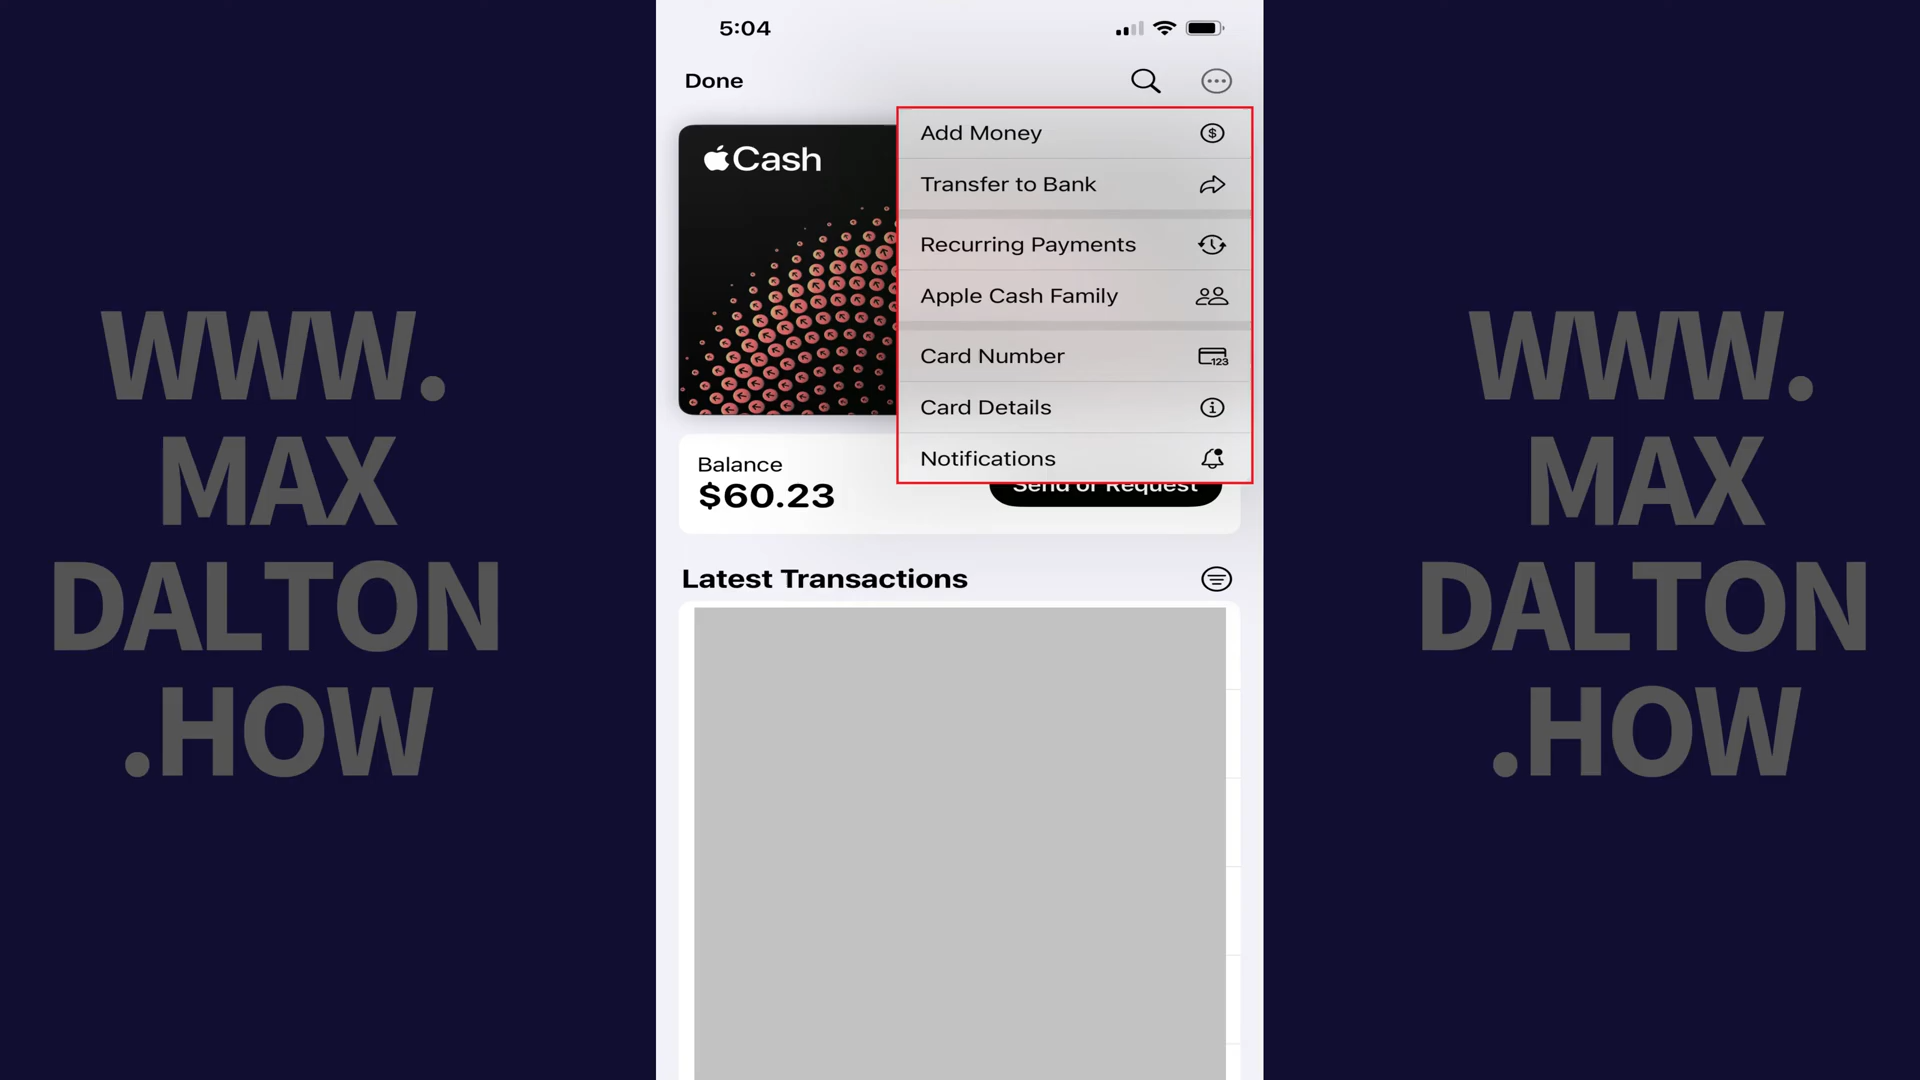 5:04
Done
Cash
Add Money
Transfer to Bank
Recurring Payments
Apple Cash Family
Card Number
123
Card Details
Notifications
Balance
$60.23
Send or Request
Latest Transactions
WWW.
MAX
DALTON
.HOW
WWW.
MAX
DALTON
.HOW